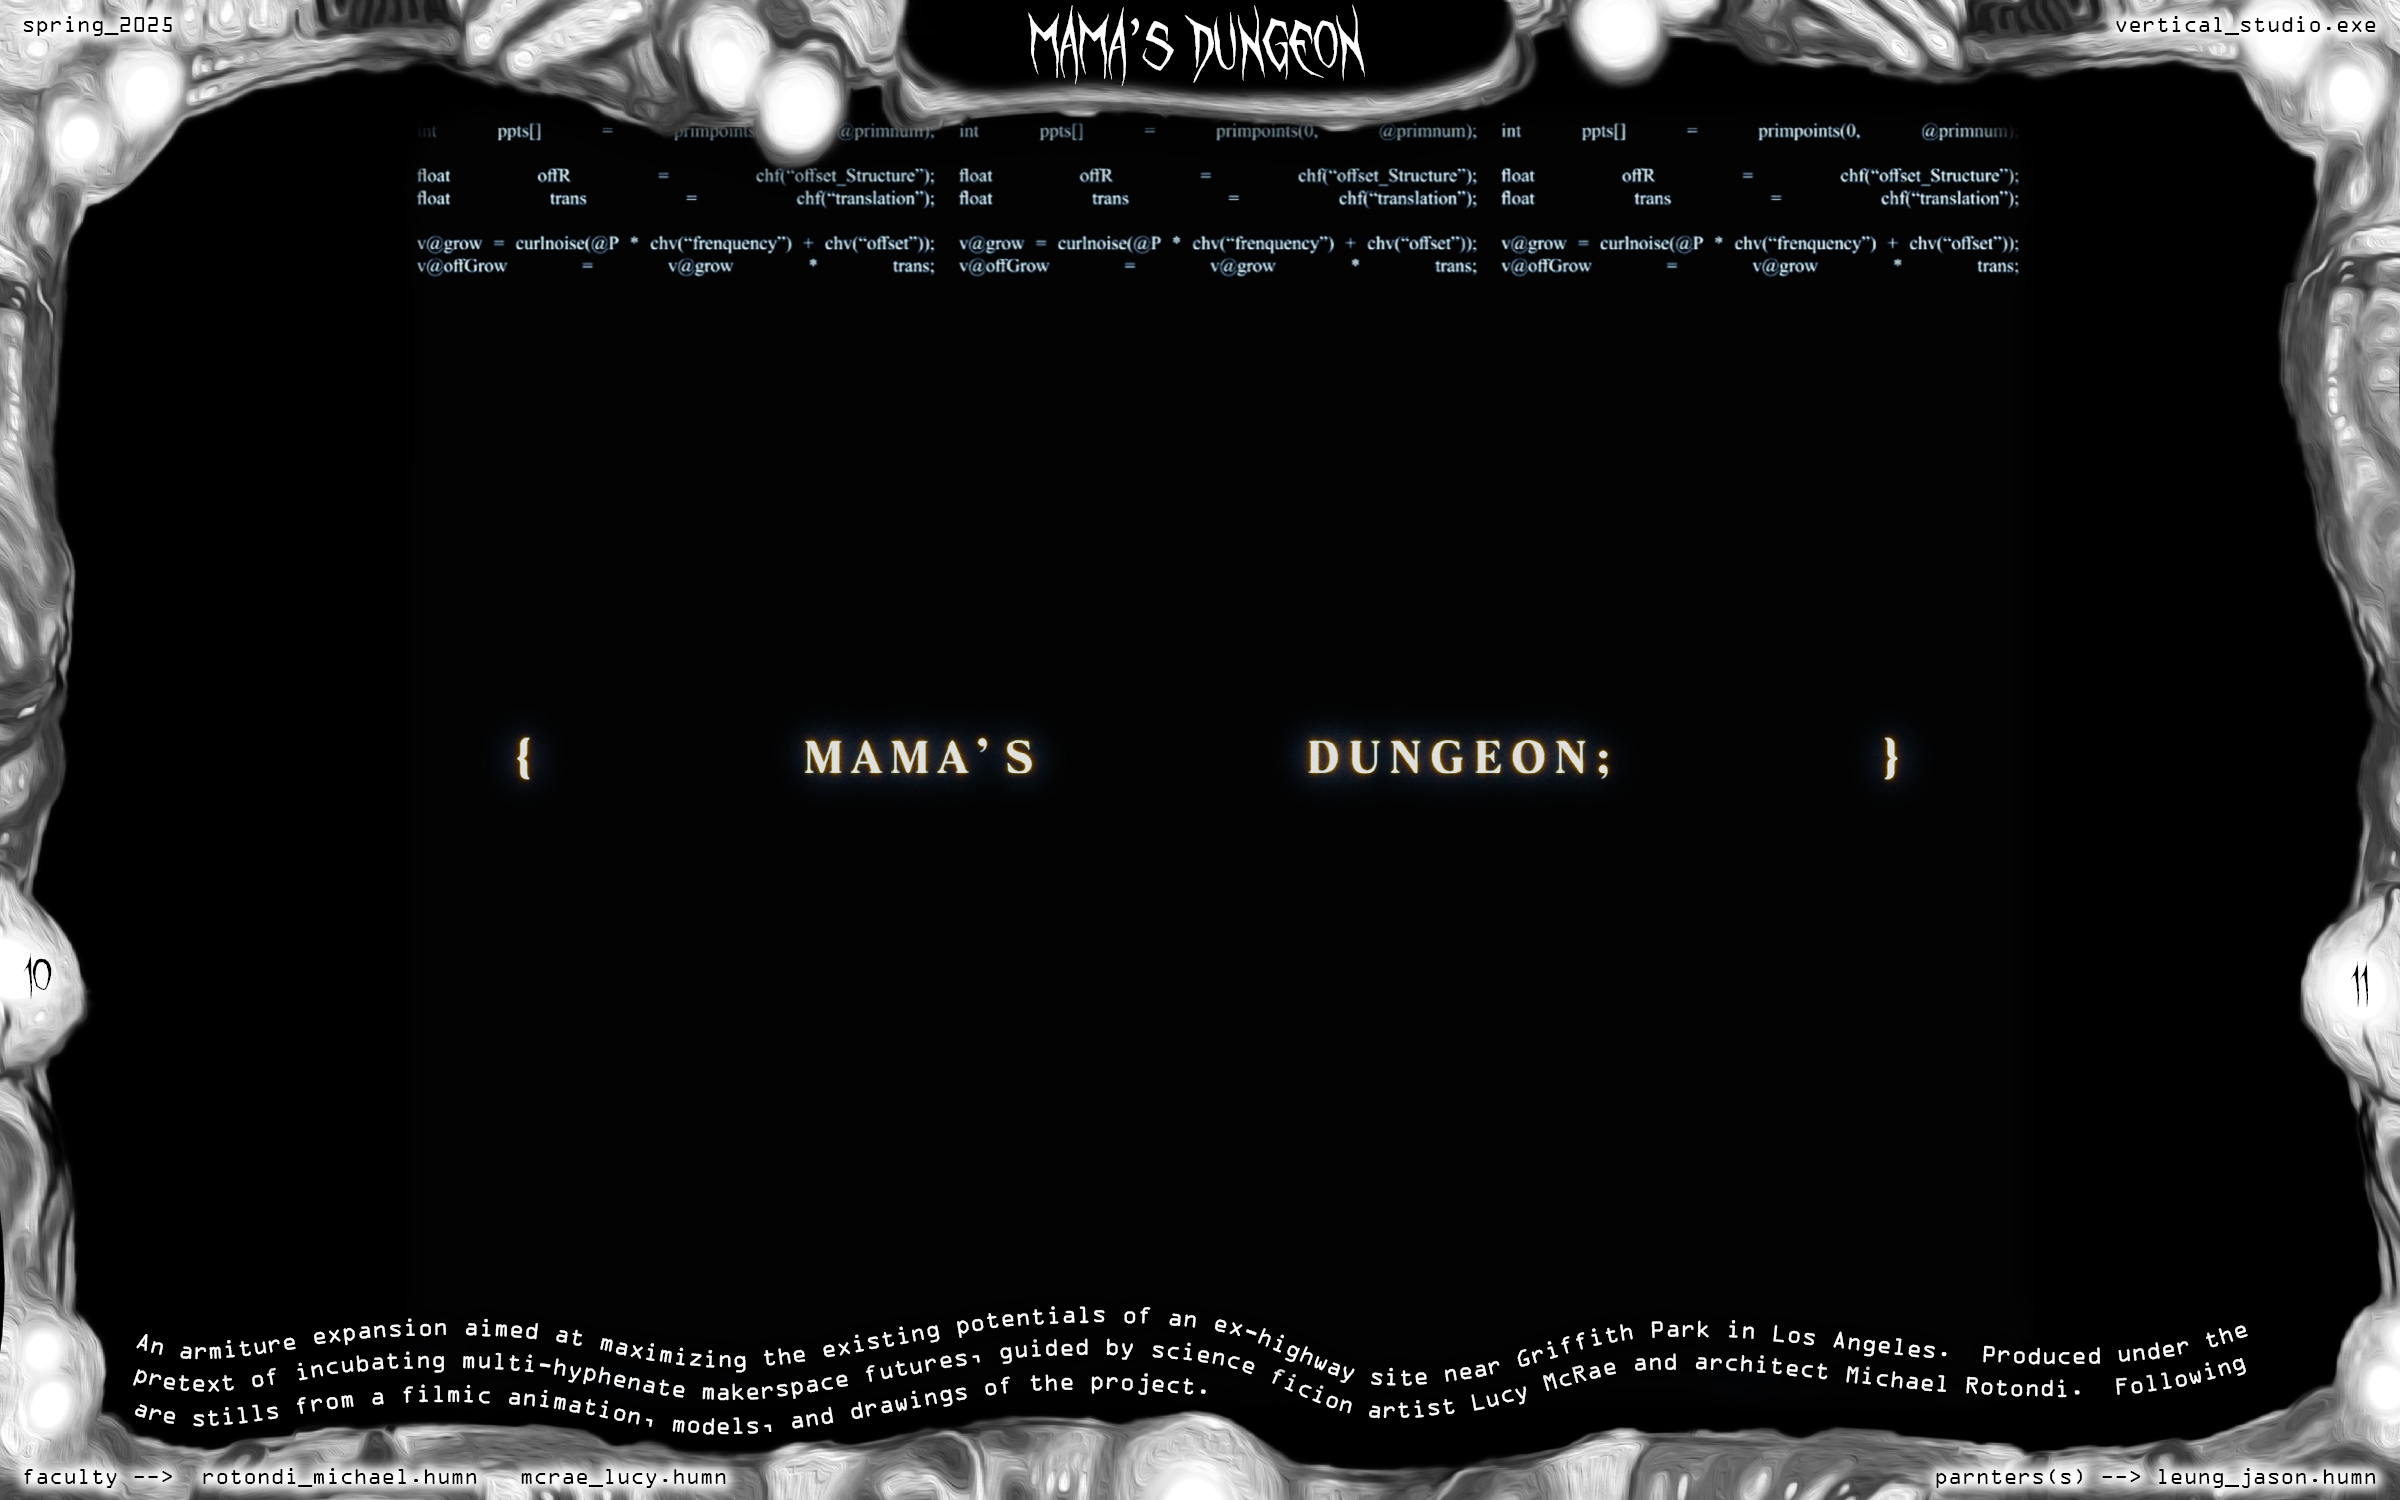 spring_2025
MAMA'S DUNGEON
vertical_studio.exe
int ppts[] = primpoints @primnum); int ppts[] = primpoints(0, @primnum); int ppts[] = primpoints(0, @primnum);
float offR = chf(“offset_Structure”); float offR = chf(“offset_Structure”); float offR = chf(“offset_Structure”);
float trans = chf(“translation”); float trans = chf(“translation”); float trans = chf(“translation”);
v@grow = curlnoise(@P * chv(“frenquency”) + chv(“offset”)); v@grow = curlnoise(@P * chv(“frenquency”) + chv(“offset”)); v@grow = curlnoise(@P * chv(“frenquency”) + chv(“offset”));
v@offGrow = v@grow * trans; v@offGrow = v@grow * trans; v@offGrow = v@grow * trans;
{ MAMA’S DUNGEON; }
10
11
An armiture expansion aimed at maximizing the existing potentials of an ex-highway site near Griffith Park in Los Angeles. Produced under the
pretext of incubating multi-hyphenate makerspace futures, guided by science ficion artist Lucy McRae and architect Michael Rotondi. Following
are stills from a filmic animation, models, and drawings of the project.
faculty --> rotondi_michael.humn mcrae_lucy.humn
parnters(s) --> leung_jason.humn